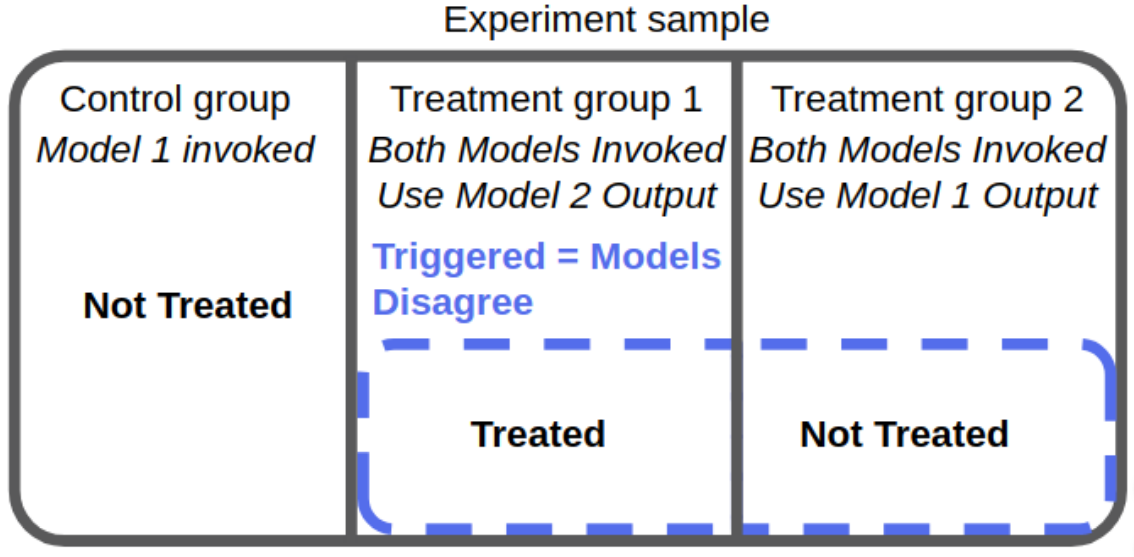 Experiment sample
Control group
Model 1 invoked
Not Treated
Treatment group 1
Both Models Invoked
Use Model 2 Output
Triggered = Models
Disagree
Treated
Treatment group 2
Both Models Invoked
Use Model 1 Output
Not Treated